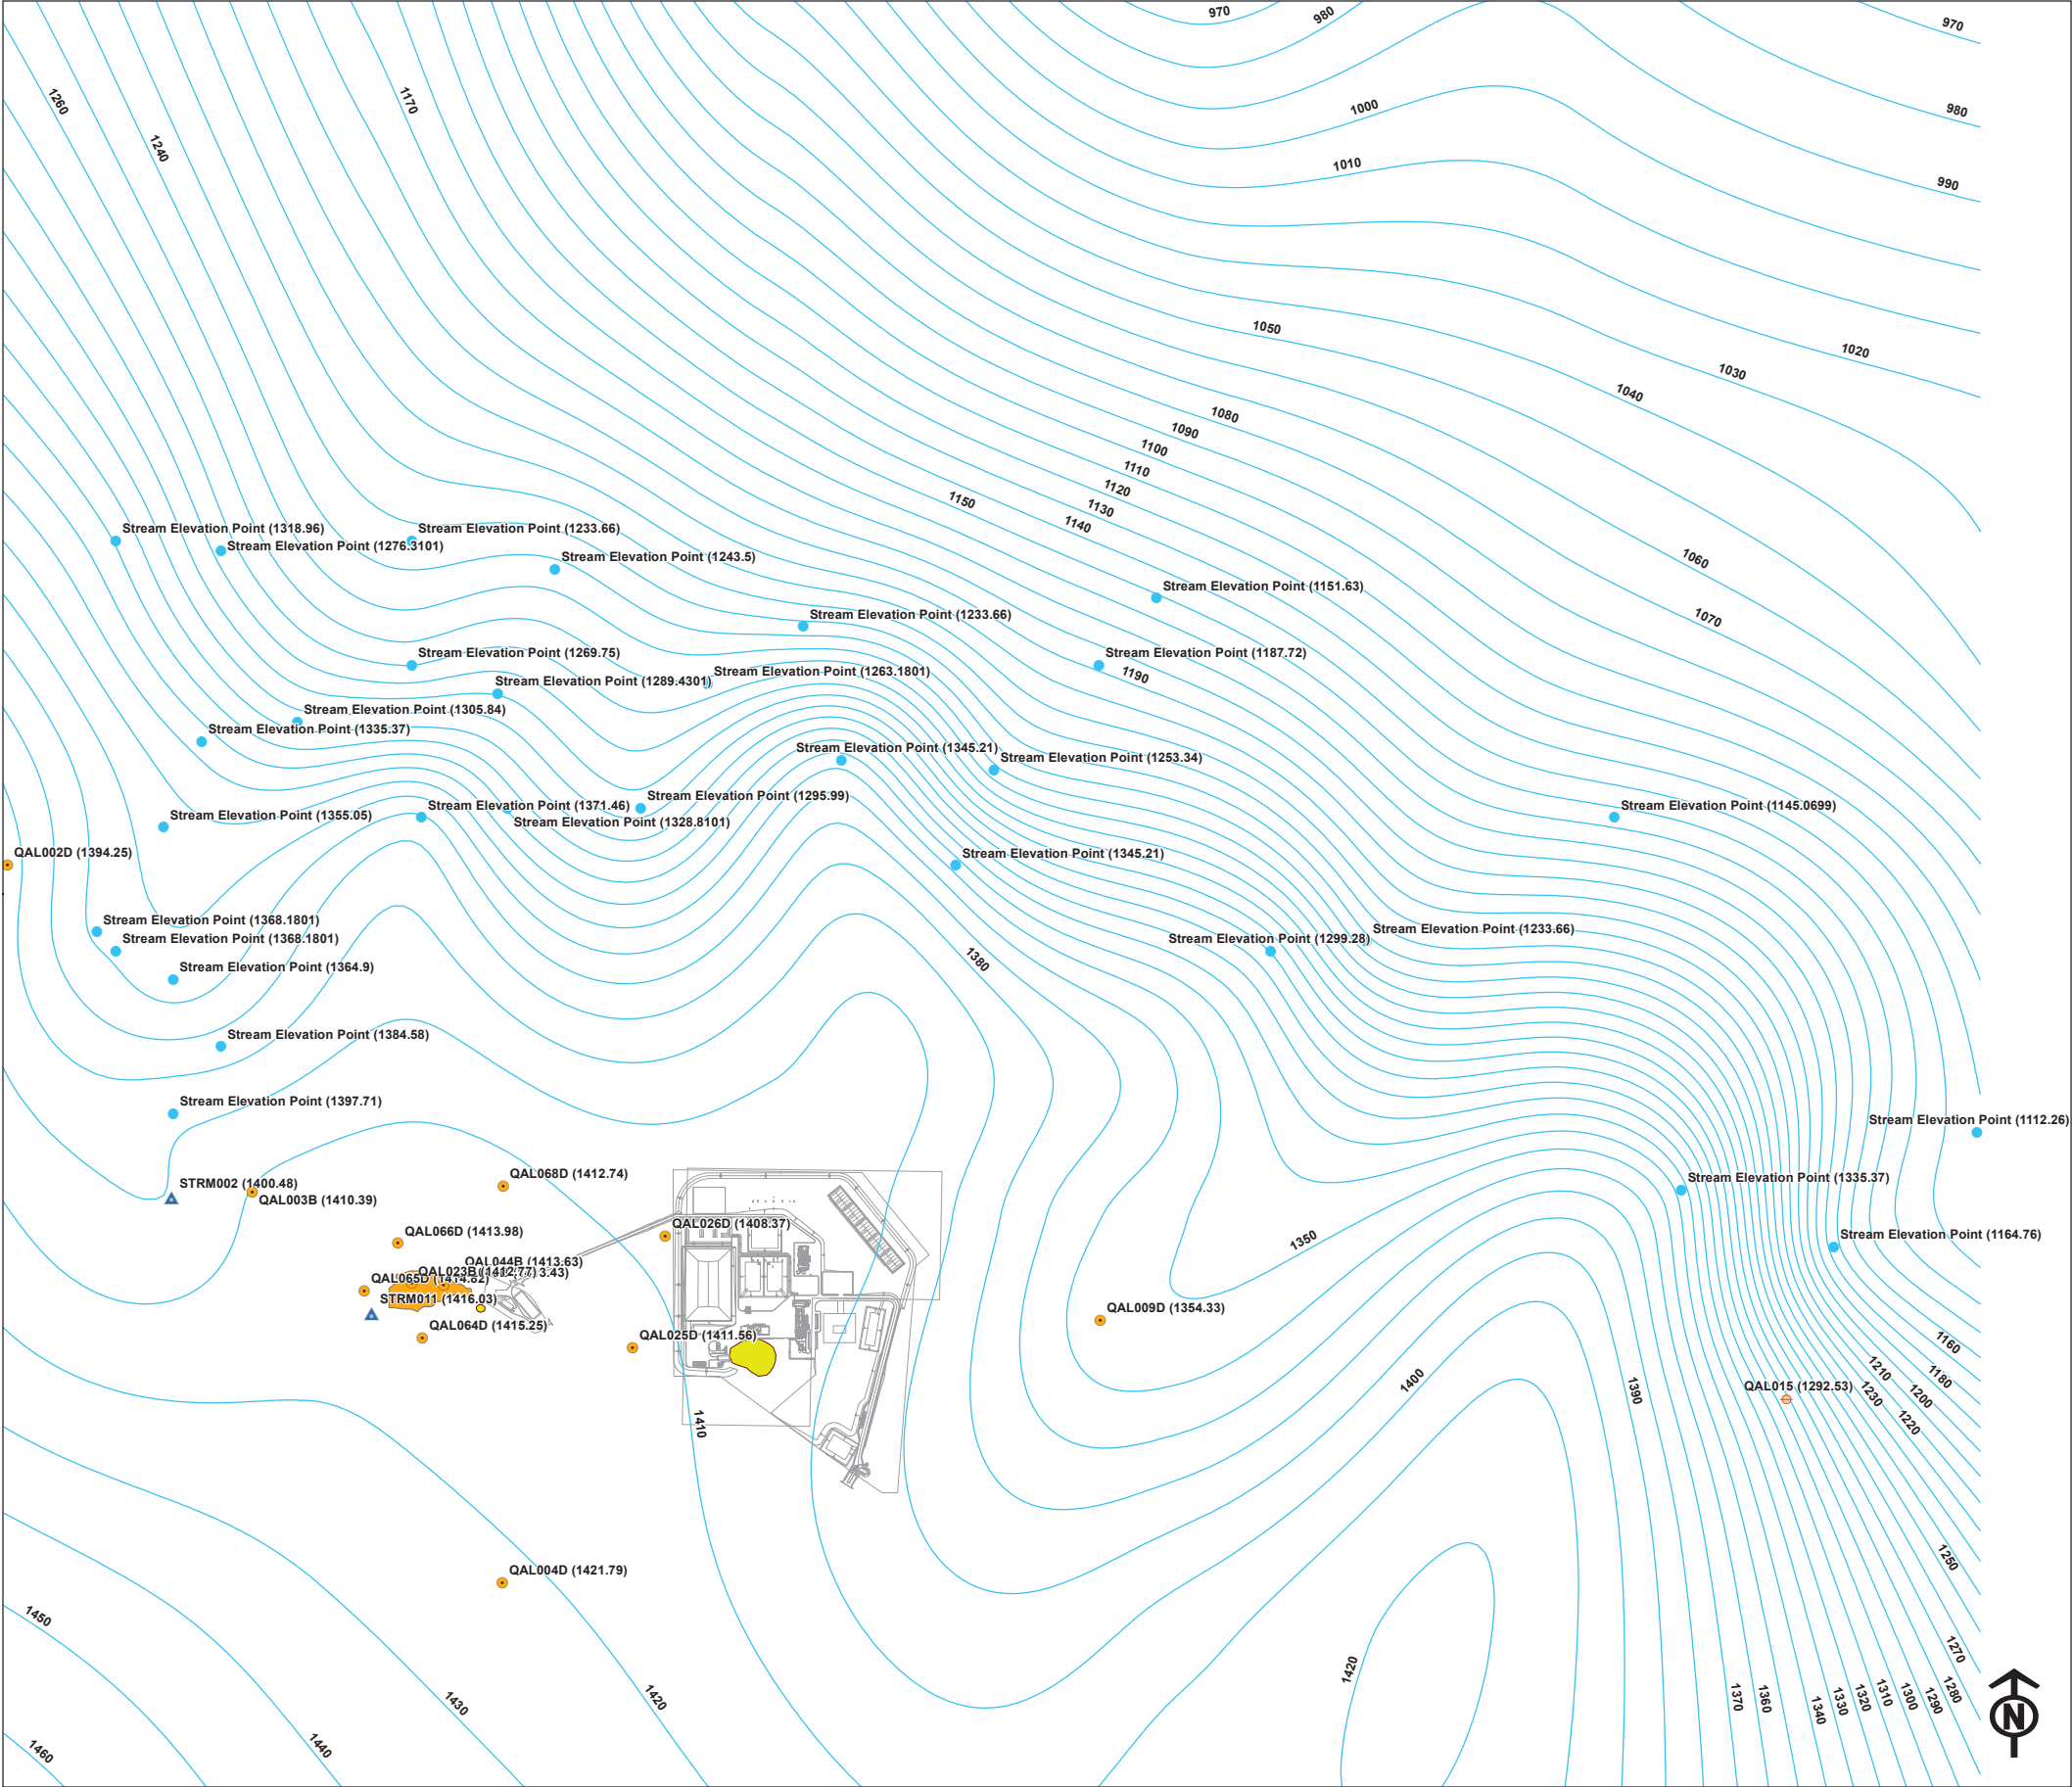 970
980
970
1260
1170
1000
980
1240
1010
990
1050
1020
1030
1040
1080
1090
1100
1110
1120
1150
1130
1140
Stream Elevation Point (1318.96)
Stream Elevation Point (1233.66)
Stream Elevation Point (1276.3101)
Stream Elevation Point (1243.5)
1060
Stream Elevation Point (1151.63)
Stream Elevation Point (1233.66)
1070
Stream Elevation Point (1269.75)
Stream Elevation Point (1187.72)
Stream Elevation Point (1263.1801)
1190
Stream Elevation Point (1289.4301)
Stream Elevation Point (1305.84)
Stream Elevation Point (1335.37)
Stream Elevation Point (1345.21)
Stream Elevation Point (1253.34)
Stream Elevation Point (1295.99)
Stream Elevation Point (1371.46)
Stream Elevation Point (1145.0699)
Stream Elevation Point (1355.05)
Stream Elevation Point (1328.8101)
QAL002D (1394.25)
Stream Elevation Point (1345.21)
Stream Elevation Point (1368.1801)
Stream Elevation Point (1233.66)
Stream Elevation Point (1368.1801)
Stream Elevation Point (1299.28)
1380
Stream Elevation Point (1364.9)
Stream Elevation Point (1384.58)
Stream Elevation Point (1397.71)
Stream Elevation Point (1112.26)
QAL068D (1412.74)
Stream Elevation Point (1335.37)
STRM002 (1400.48)
QAL003B (1410.39)
QAL026D (1408.37)
QAL066D (1413.98)
Stream Elevation Point (1164.76)
1350
QAL044B (1413.63)
QAL023B (1412.77)
QAL065D (1414.82)
STRM011 (1416.03)
QAL009D (1354.33)
QAL064D (1415.25)
QAL025D (1411.56)
1160
1210
1180
1400
1390
QAL015 (1292.53)
1230
1200
1220
1410
1250
QAL004D (1421.79)
1450
1270
1420
1280
1430
1420
1370
1360
1340
1330
1320
1310
1300
1290
N
1440
1460